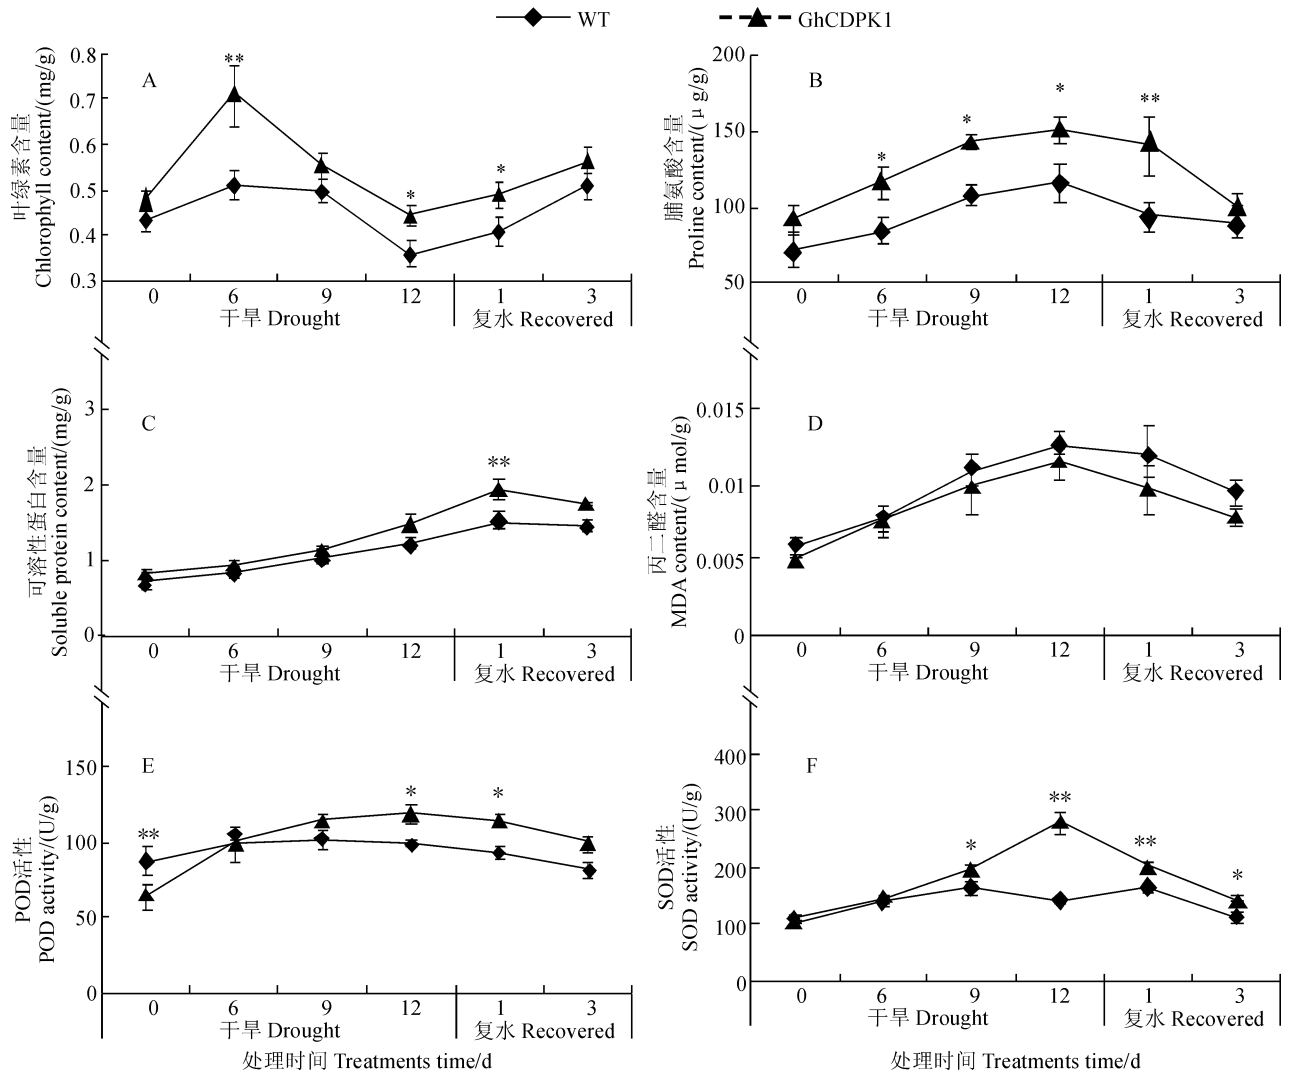 WT
GhCDPK1
叶绿素含量
Chlorophyll content/(mg/g)
0.8
0.7
0.6
0.5
0.4
0.3
A
**
*
*
0 6 9 12 1 3
干旱 Drought 复水 Recovered
脯氨酸含量
Proline content/(μg/g)
200
150
100
50
B
*
*
*
**
0 6 9 12 1 3
干旱 Drought 复水 Recovered
可溶性蛋白含量
Soluble protein content/(mg/g)
3
2
1
0
C
**
0 6 9 12 1 3
干旱 Drought 复水 Recovered
丙二醛含量
MDA content/(μ mol/g)
0.015
0.01
0.005
0
D
0 6 9 12 1 3
干旱 Drought 复水 Recovered
POD活性
POD activity/(U/g)
150
100
50
0
E
**
*
*
0 6 9 12 1 3
干旱 Drought 复水 Recovered
处理时间 Treatments time/d
SOD活性
SOD activity/(U/g)
400
300
200
100
0
F
*
**
**
*
0 6 9 12 1 3
干旱 Drought 复水 Recovered
处理时间 Treatments time/d